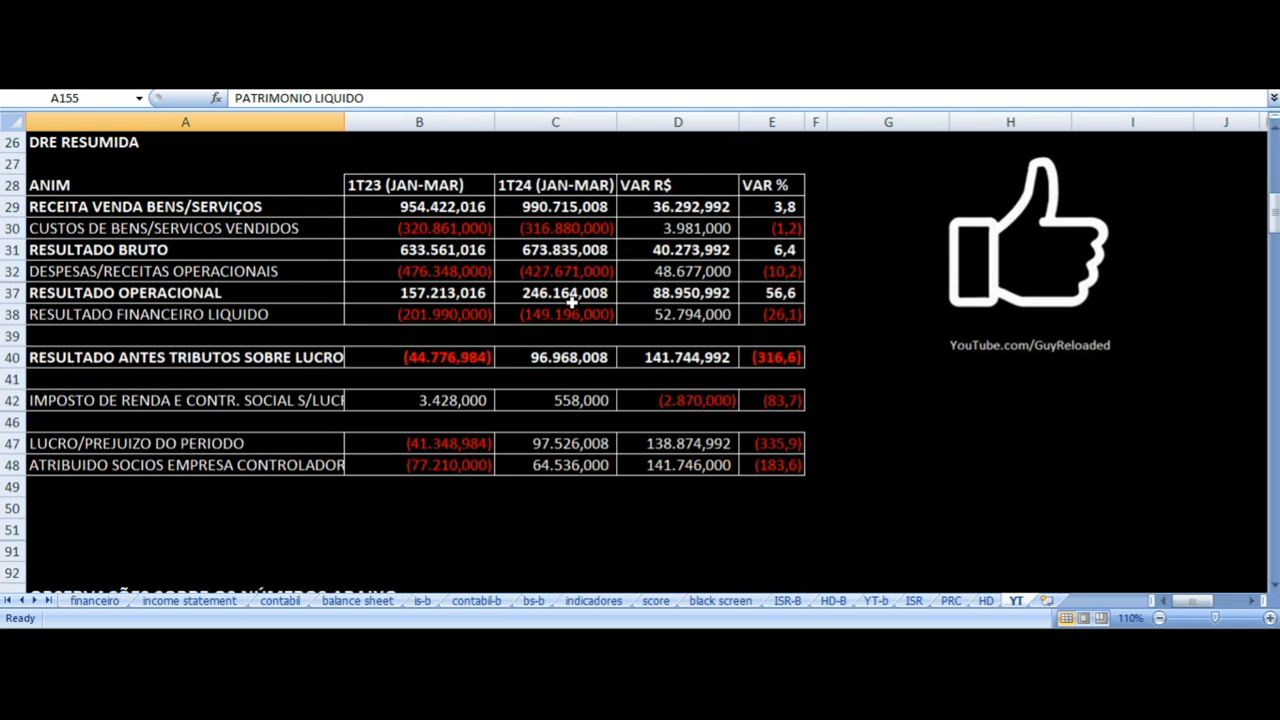 A155 fx PATRIMONIO LIQUIDO
A B C D E F G H I J
26 DRE RESUMIDA
27
28 ANIM 1T23 (JAN-MAR) 1T24 (JAN-MAR) VAR R$ VAR %
29 RECEITA VENDA BENS/SERVIÇOS 954.422,016 990.715,008 36.292,992 3,8
30 CUSTOS DE BENS/SERVICOS VENDIDOS (320.861,000) (316.880,000) 3.981,000 (1,2)
31 RESULTADO BRUTO 633.561,016 673.835,008 40.273,992 6,4
32 DESPESAS/RECEITAS OPERACIONAIS (476.348,000) (427.671,000) 48.677,000 (10,2)
37 RESULTADO OPERACIONAL 157.213,016 246.164,008 88.950,992 56,6
38 RESULTADO FINANCEIRO LIQUIDO (201.990,000) (149.196,000) 52.794,000 (26,1)
39
YouTube.com/GuyReloaded
40 RESULTADO ANTES TRIBUTOS SOBRE LUCRO (44.776,984) 96.968,008 141.744,992 (316,6)
41
42 IMPOSTO DE RENDA E CONTR. SOCIAL S/LUCR 3.428,000 558,000 (2.870,000) (83,7)
46
47 LUCRO/PREJUIZO DO PERIODO (41.348,984) 97.526,008 138.874,992 (335,9)
48 ATRIBUIDO SOCIOS EMPRESA CONTROLADOR (77.210,000) 64.536,000 141.746,000 (183,6)
49
50
51
91
92
OBSERVAÇÕES SOBRE OS NÚMEROS ABAIXO
financeiro income statement contabil balance sheet is-b contabil-b bs-b indicadores score black screen ISR-B HD-B YT-b ISR PRC HD YT
Ready 110%